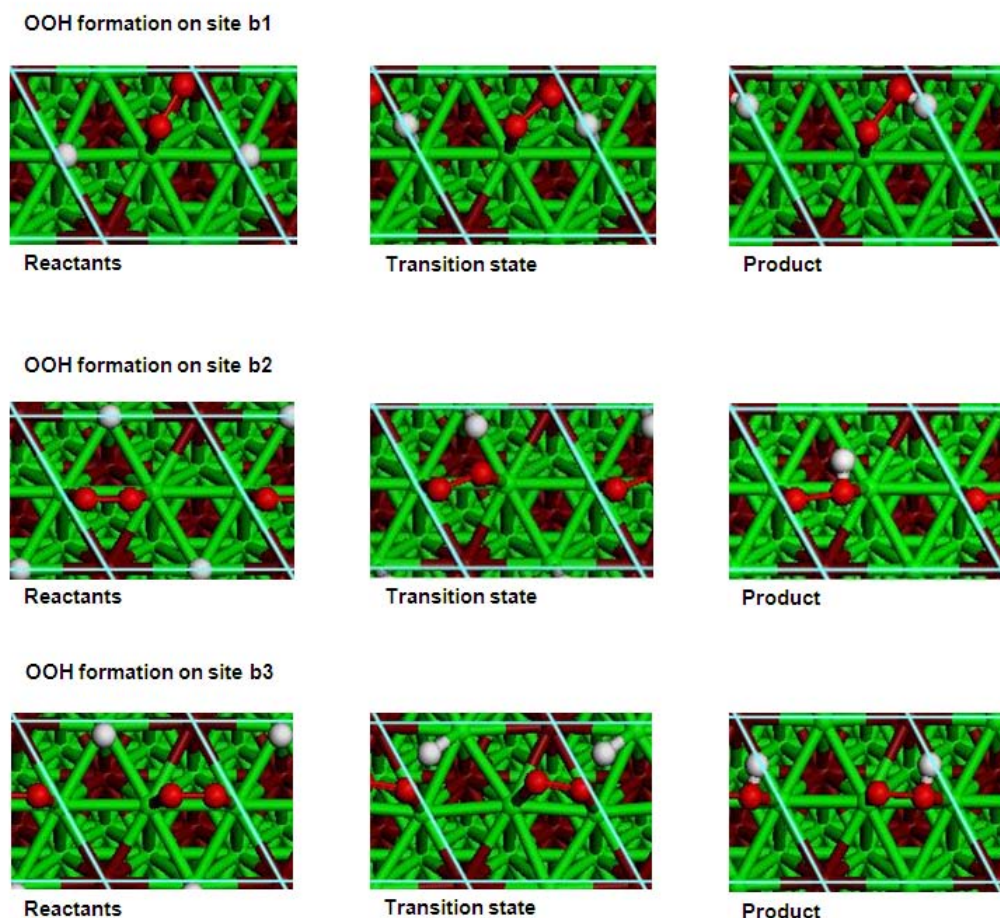 OOH formation on site b1
Reactants Transition state Product
OOH formation on site b2
Reactants Transition state Product
OOH formation on site b3
Reactants Transition state Product